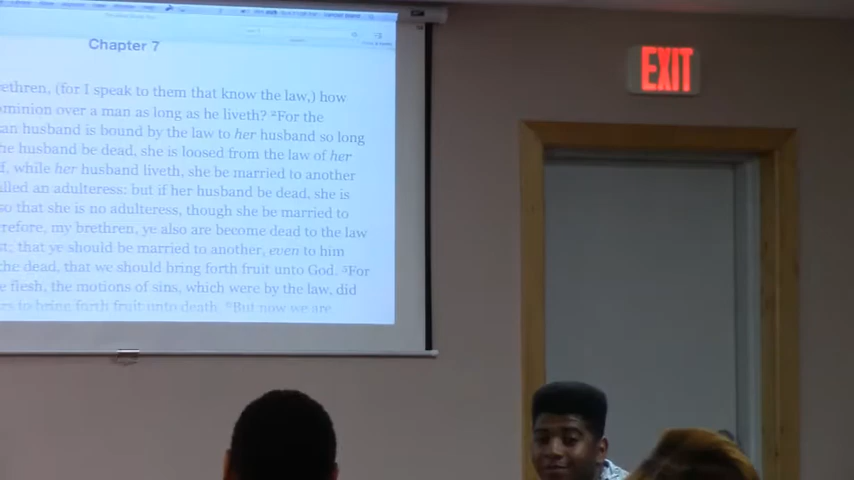 Chapter 7
EXIT
ethren, (for I speak to them that know the law,) how
ominion over a man as long as he liveth? ²For the
an husband is bound by the law to her husband so long
he husband be dead, she is loosed from the law of her
f, while her husband liveth, she be married to another
alled an adulteress: but if her husband be dead, she is
so that she is no adulteress, though she be married to
refore, my brethren, ye also are become dead to the law
st; that ye should be married to another, even to him
the dead, that we should bring forth fruit unto God. ⁵For
e flesh, the motions of sins, which were by the law, did
rs to bring forth fruit unto death. ⁶But now we are